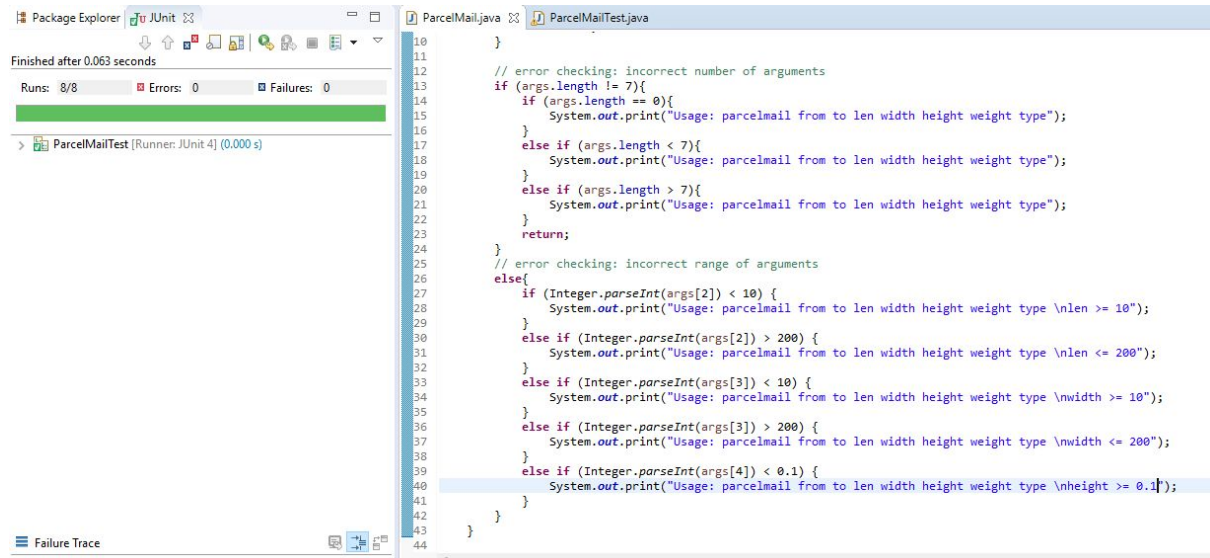 Package Explorer JUnit
Finished after 0.063 seconds
Runs: 8/8 Errors: 0 Failures: 0
ParcelMailTest [Runner: JUnit 4] (0.000 s)
Failure Trace
ParcelMail.java ParcelMailTest.java
10 }
11
12 // error checking: incorrect number of arguments
13 if (args.length != 7){
14 if (args.length == 0){
15 System.out.print("Usage: parcelmail from to len width height weight type");
16 }
17 else if (args.length < 7){
18 System.out.print("Usage: parcelmail from to len width height weight type");
19 }
20 else if (args.length > 7){
21 System.out.print("Usage: parcelmail from to len width height weight type");
22 }
23 return;
24 }
25 // error checking: incorrect range of arguments
26 else{
27 if (Integer.parseInt(args[2]) < 10) {
28 System.out.print("Usage: parcelmail from to len width height weight type \nlen >= 10");
29 }
30 else if (Integer.parseInt(args[2]) > 200) {
31 System.out.print("Usage: parcelmail from to len width height weight type \nlen <= 200");
32 }
33 else if (Integer.parseInt(args[3]) < 10) {
34 System.out.print("Usage: parcelmail from to len width height weight type \nwidth >= 10");
35 }
36 else if (Integer.parseInt(args[3]) > 200) {
37 System.out.print("Usage: parcelmail from to len width height weight type \nwidth <= 200");
38 }
39 else if (Integer.parseInt(args[4]) < 0.1) {
40 System.out.print("Usage: parcelmail from to len width height weight type \nheight >= 0.1");
41 }
42 }
43 }
44